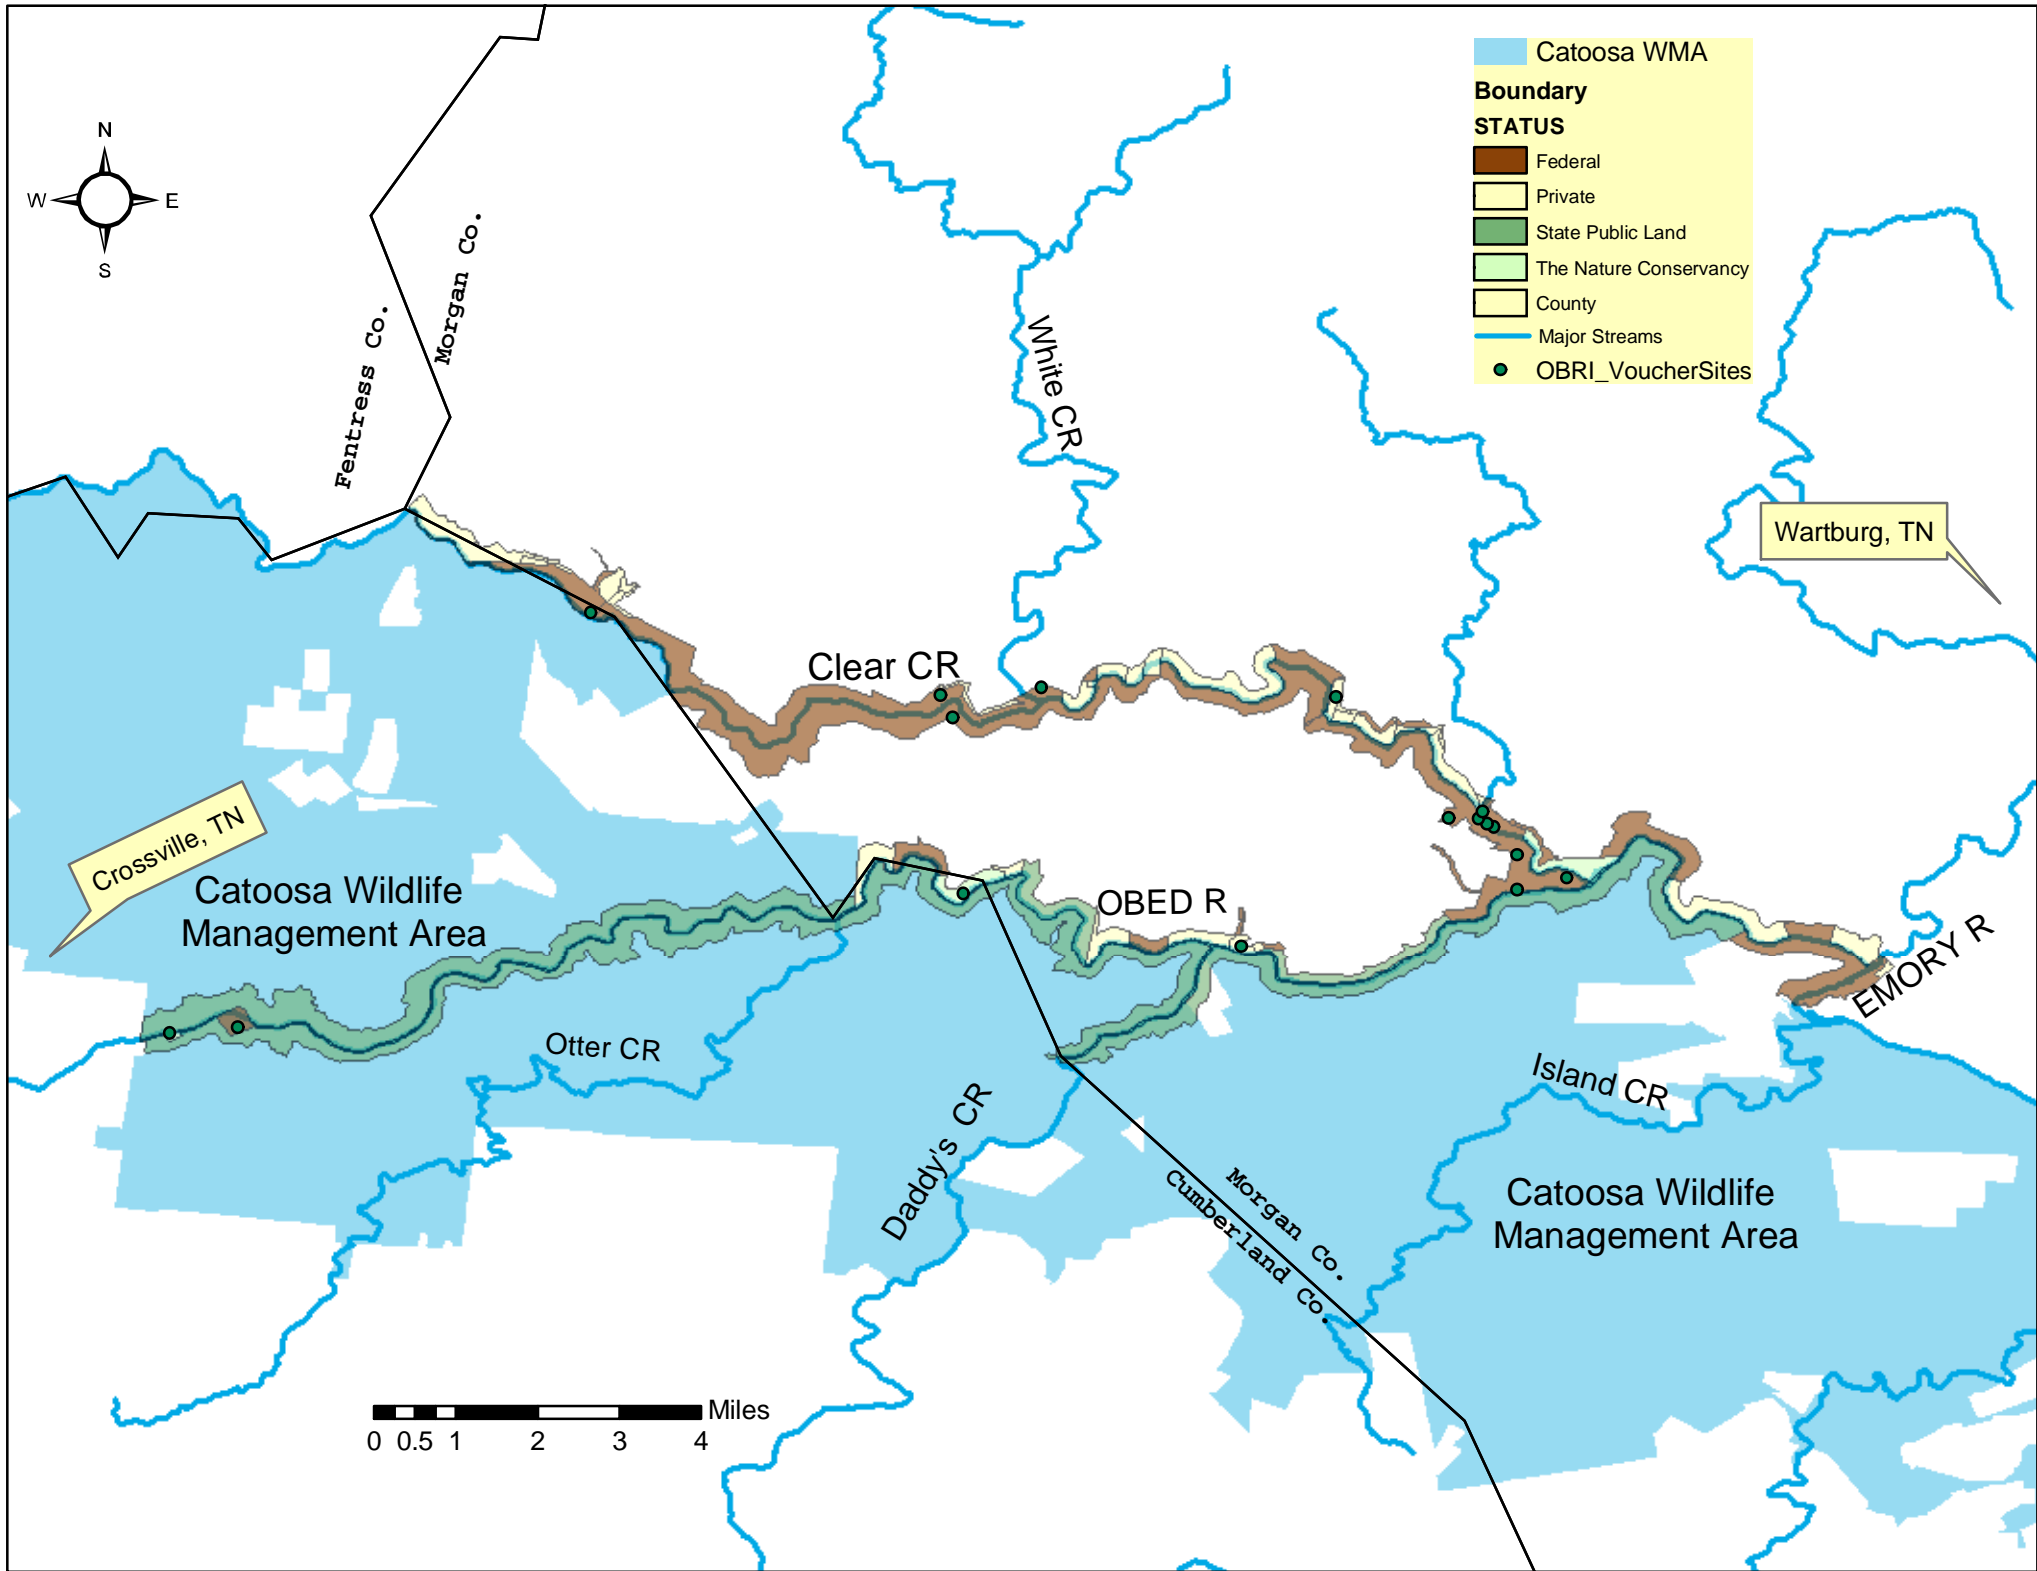 Catoosa WMA
Boundary
STATUS
Federal
Private
State Public Land
The Nature Conservancy
County
Major Streams
OBRI_VoucherSites
N
W
E
S
Fentress Co.
Morgan Co.
White CR
Wartburg, TN
Clear CR
Crossville, TN
Catoosa Wildlife
Management Area
OBED R
EMORY R
Otter CR
Island CR
Daddy's CR
Morgan Co.
Cumberland Co.
Catoosa Wildlife
Management Area
Miles
0 0.5 1 2 3 4